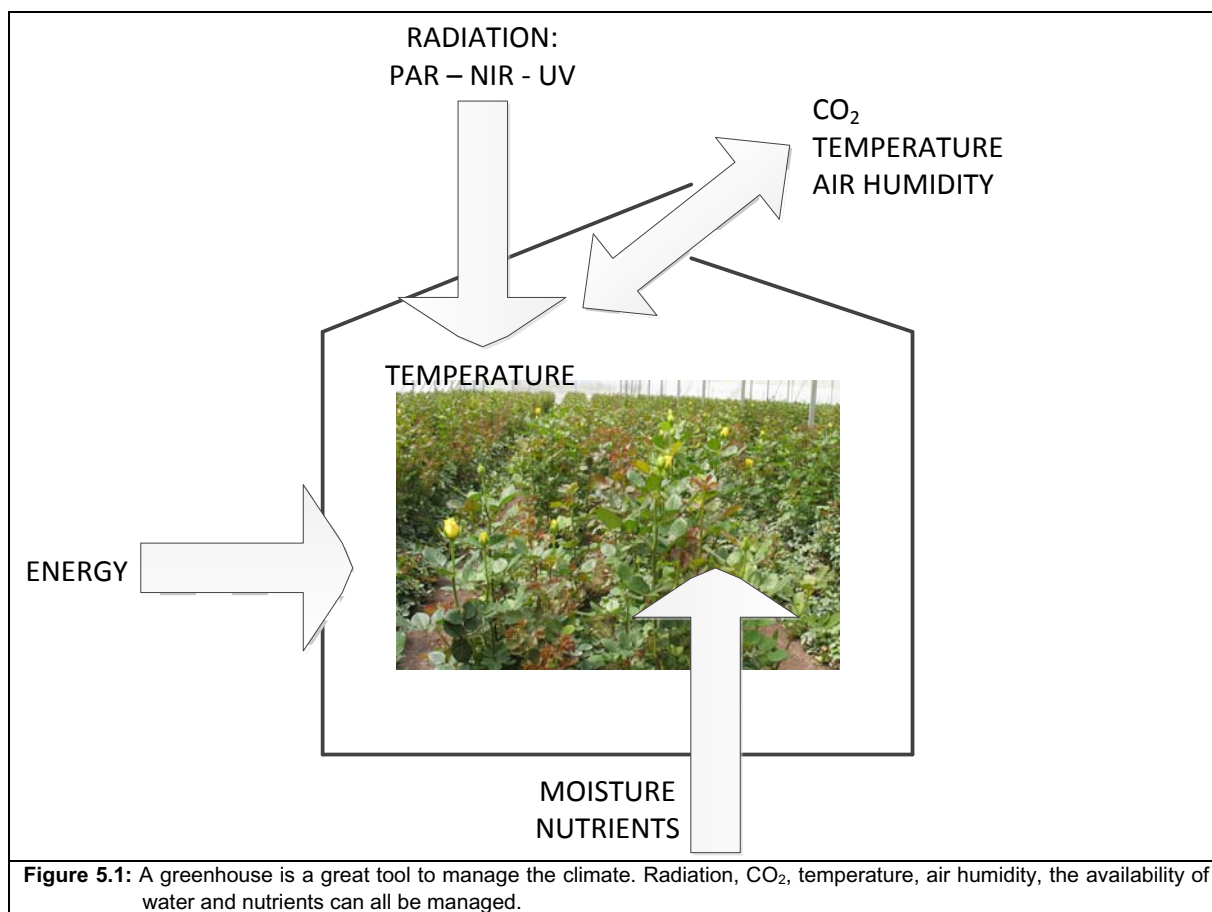 RADIATION:
PAR – NIR - UV
CO₂
TEMPERATURE
AIR HUMIDITY
TEMPERATURE
ENERGY
MOISTURE
NUTRIENTS
Figure 5.1: A greenhouse is a great tool to manage the climate. Radiation, CO₂, temperature, air humidity, the availability of
water and nutrients can all be managed.